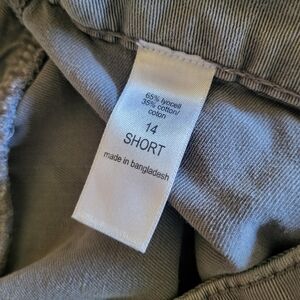 65% lyocell
35% cotton/
coton
14
SHORT
made in bangladesh